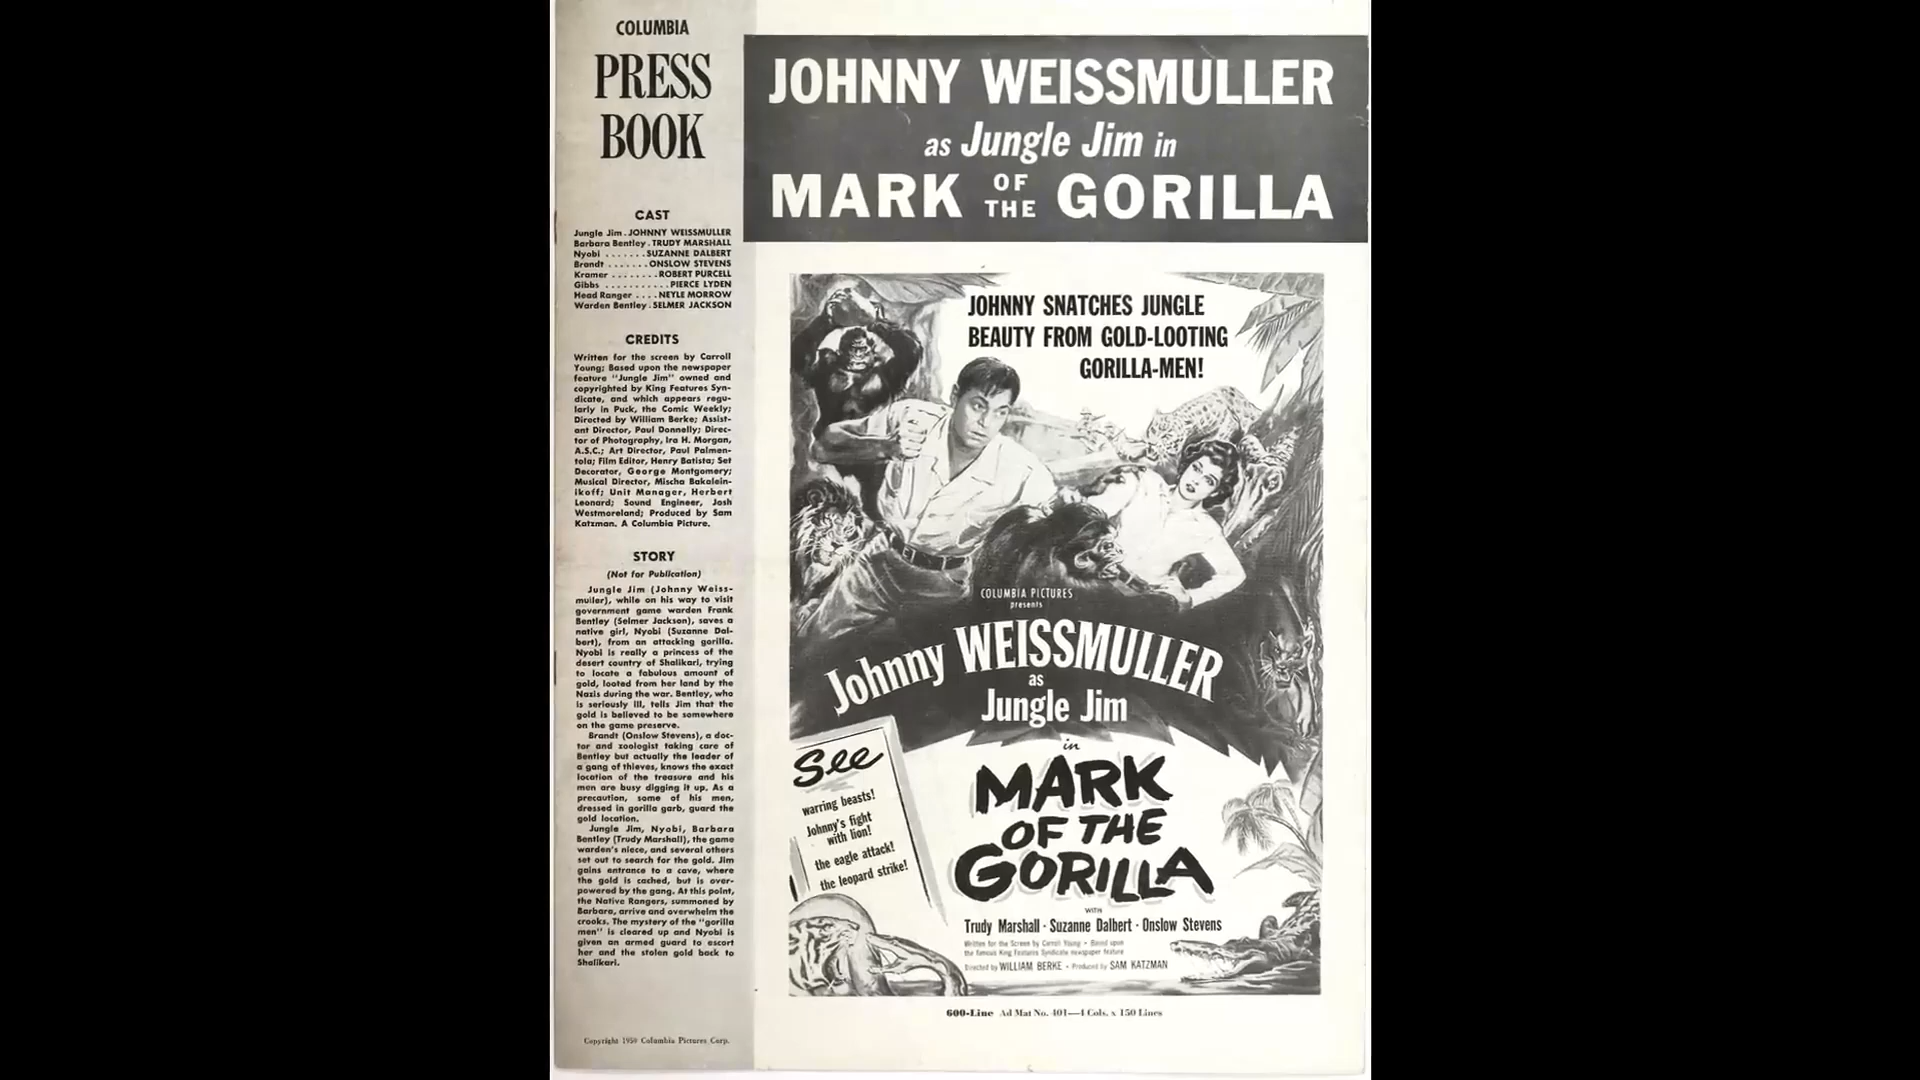 COLUMBIA
PRESS
BOOK
CAST
Jungle Jim . JOHNNY WEISSMULLER
Barbara Bentley . TRUDY MARSHALL
Nyobi . . . . . . . SUZANNE DALBERT
Brandt . . . . . . . ONSLOW STEVENS
Kramer . . . . . . . . ROBERT PURCELL
Gibbs . . . . . . . . . . . PIERCE LYDEN
Head Ranger . . . . NEYLE MORROW
Warden Bentley . SELMER JACKSON
CREDITS
Written for the screen by Carroll
Young; Based upon the newspaper
feature "Jungle Jim" owned and
copyrighted by King Features Syn-
dicate, and which appears regu-
larly in Puck, the Comic Weekly;
Directed by William Berke; Assist-
ant Director, Paul Donnelly; Direc-
tor of Photography, Ira H. Morgan,
A.S.C.; Art Director, Paul Palmen-
tola; Film Editor, Henry Batista; Set
Decorator, George Montgomery;
Musical Director, Mischa Bakalein-
ikoff; Unit Manager, Herbert
Leonard; Sound Engineer, Josh
Westmoreland; Produced by Sam
Katzman. A Columbia Picture.
STORY
(Not for Publication)
Jungle Jim (Johnny Weiss-
muller), while on his way to visit
government game warden Frank
Bentley (Selmer Jackson), saves a
native girl, Nyobi (Suzanne Dal-
bert), from an attacking gorilla.
Nyobi is really a princess of the
desert country of Shalikari, trying
to locate a fabulous amount of
gold, looted from her land by the
Nazis during the war. Bentley, who
is seriously ill, tells Jim that the
gold is believed to be somewhere
on the game preserve.
Brandt (Onslow Stevens), a doc-
tor and zoologist taking care of
Bentley but actually the leader of
a gang of thieves, knows the exact
location of the treasure and his
men are busy digging it up. As a
precaution, some of his men,
dressed in gorilla garb, guard the
gold location.
Jungle Jim, Nyobi, Barbara
Bentley (Trudy Marshall), the game
warden's niece, and several others
set out to search for the gold. Jim
gains entrance to a cave, where
the gold is cached, but is over-
powered by the gang. At this point,
the Native Rangers, summoned by
Barbara, arrive and overwhelm the
crooks. The mystery of the "gorilla
men" is cleared up and Nyobi is
given an armed guard to escort
her and the stolen gold back to
Shalikari.
Copyright 1950 Columbia Pictures Corp.
JOHNNY WEISSMULLER
as Jungle Jim in
MARK OF THE GORILLA
JOHNNY SNATCHES JUNGLE
BEAUTY FROM GOLD-LOOTING
GORILLA-MEN!
COLUMBIA PICTURES
presents
Johnny WEISSMULLER
as
Jungle Jim
in
MARK
OF THE
GORILLA
See
warring beasts!
Johnny's fight
with lion!
the eagle attack!
the leopard strike!
WITH
Trudy Marshall · Suzanne Dalbert · Onslow Stevens
Written for the Screen by Carroll Young · Based upon
the famous King Features Syndicate newspaper feature
Directed by WILLIAM BERKE · Produced by SAM KATZMAN
600-Line Ad Mat No. 401—4 Cols. x 150 Lines